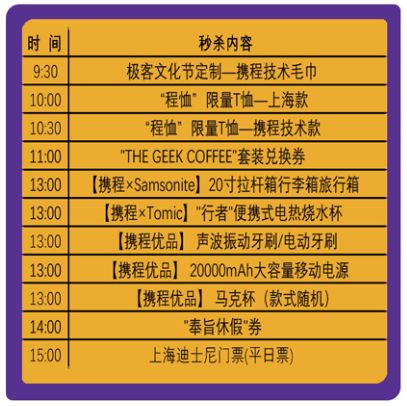 时 间 秒杀内容
9:30 极客文化节定制—携程技术毛巾
10:00 “程恤”限量T恤—上海款
10:30 “程恤”限量T恤—携程技术款
11:00 "THE GEEK COFFEE"套装兑换券
13:00 【携程×Samsonite】20寸拉杆箱行李箱旅行箱
13:00 【携程×Tomic】"行者"便携式电热烧水杯
13:00 【携程优品】 声波振动牙刷/电动牙刷
13:00 【携程优品】 20000mAh大容量移动电源
13:00 【携程优品】 马克杯（款式随机）
14:00 "奉旨休假"券
15:00 上海迪士尼门票(平日票)